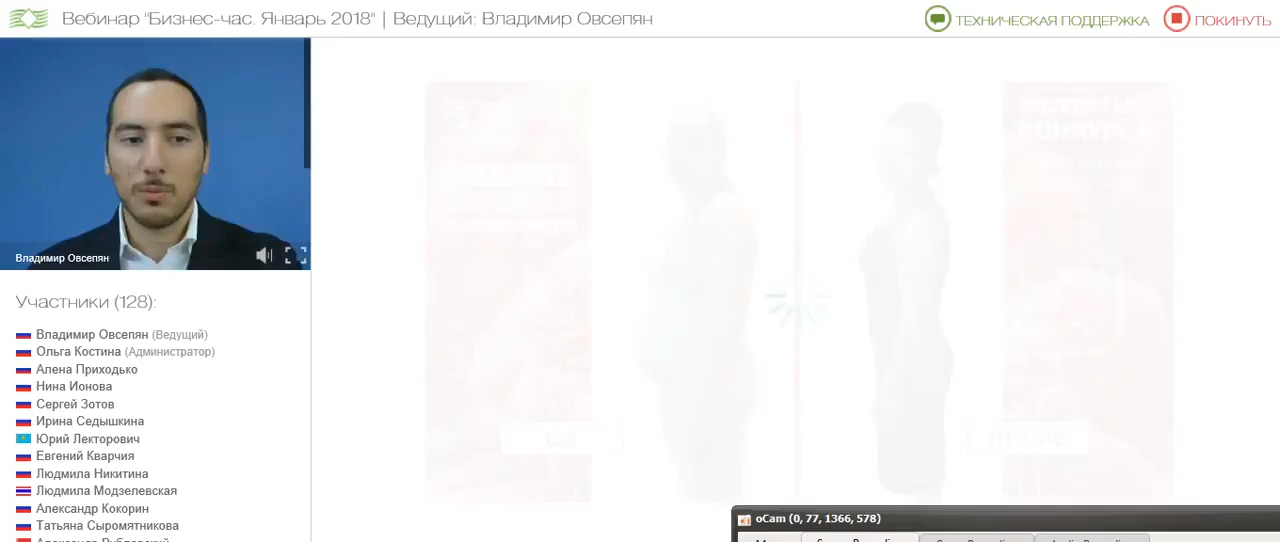 Вебинар "Бизнес-час. Январь 2018" | Ведущий: Владимир Овсепян
ТЕХНИЧЕСКАЯ ПОДДЕРЖКА
ПОКИНУТЬ
Владимир Овсепян
Участники (128):
Владимир Овсепян (Ведущий)
Ольга Костина (Администратор)
Алена Приходько
Нина Ионова
Сергей Зотов
Ирина Седышкина
Юрий Лекторович
Евгений Кварчия
Людмила Никитина
Людмила Модзелевская
Александр Кокорин
Татьяна Сыромятникова
ПОСЛЕ
oCam (0, 77, 1366, 578)